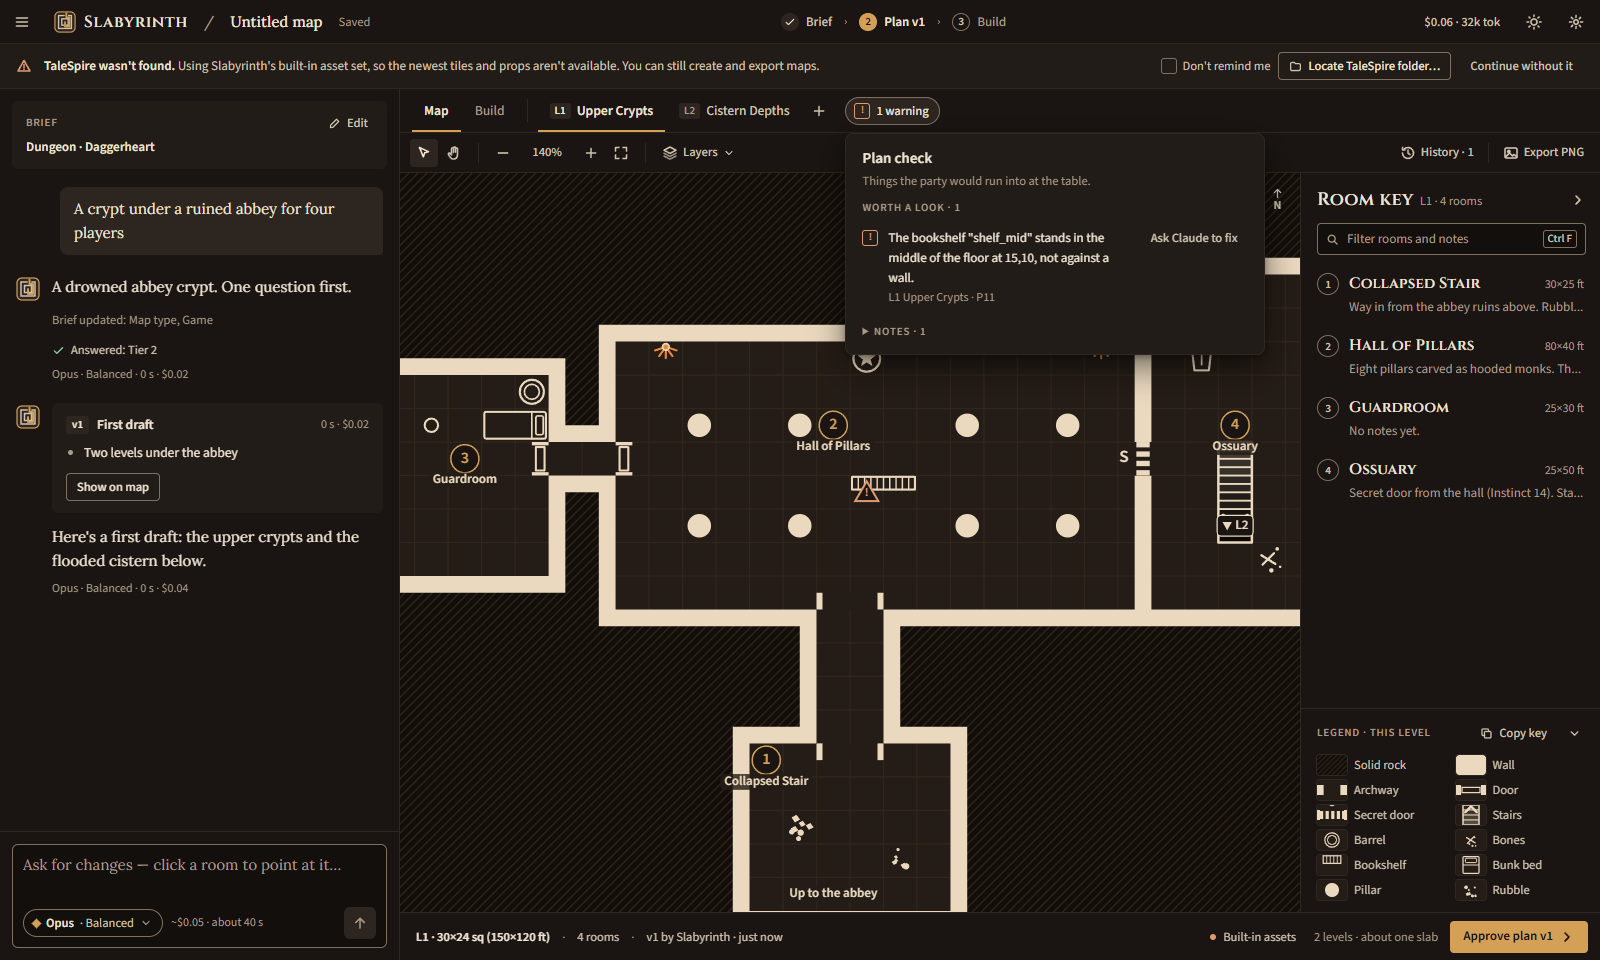 SLABYRINTH / Untitled map Saved
Brief › 2 Plan v1 › 3 Build
$0.06 · 32k tok
TaleSpire wasn't found. Using Slabyrinth's built-in asset set, so the newest tiles and props aren't available. You can still create and export maps.
Don't remind me
Locate TaleSpire folder...
Continue without it
BRIEF
Edit
Dungeon · Daggerheart
A crypt under a ruined abbey for four
players
A drowned abbey crypt. One question first.
Brief updated: Map type, Game
Answered: Tier 2
Opus · Balanced · 0 s · $0.02
v1 First draft 0 s · $0.02
Two levels under the abbey
Show on map
Here's a first draft: the upper crypts and the
flooded cistern below.
Opus · Balanced · 0 s · $0.04
Ask for changes — click a room to point at it...
Opus · Balanced
~$0.05 · about 40 s
Map Build
L1 Upper Crypts
L2 Cistern Depths
+
! 1 warning
140%
Layers
History · 1
Export PNG
Plan check
Things the party would run into at the table.
WORTH A LOOK · 1
! The bookshelf "shelf_mid" stands in the
middle of the floor at 15,10, not against a
wall.
Ask Claude to fix
L1 Upper Crypts · P11
NOTES · 1
N
3
Guardroom
2
Hall of Pillars
!
S
4
Ossuary
L2
1
Collapsed Stair
Up to the abbey
ROOM KEY L1 · 4 rooms
Filter rooms and notes Ctrl F
1 COLLAPSED STAIR 30×25 ft
Way in from the abbey ruins above. Rubbl...
2 HALL OF PILLARS 80×40 ft
Eight pillars carved as hooded monks. Th...
3 GUARDROOM 25×30 ft
No notes yet.
4 OSSUARY 25×50 ft
Secret door from the hall (Instinct 14). Sta...
LEGEND · THIS LEVEL
Copy key
Solid rock
Wall
Archway
Door
Secret door
Stairs
Barrel
Bones
Bookshelf
Bunk bed
Pillar
Rubble
L1 · 30×24 sq (150×120 ft) · 4 rooms · v1 by Slabyrinth · just now
Built-in assets
2 levels · about one slab
Approve plan v1